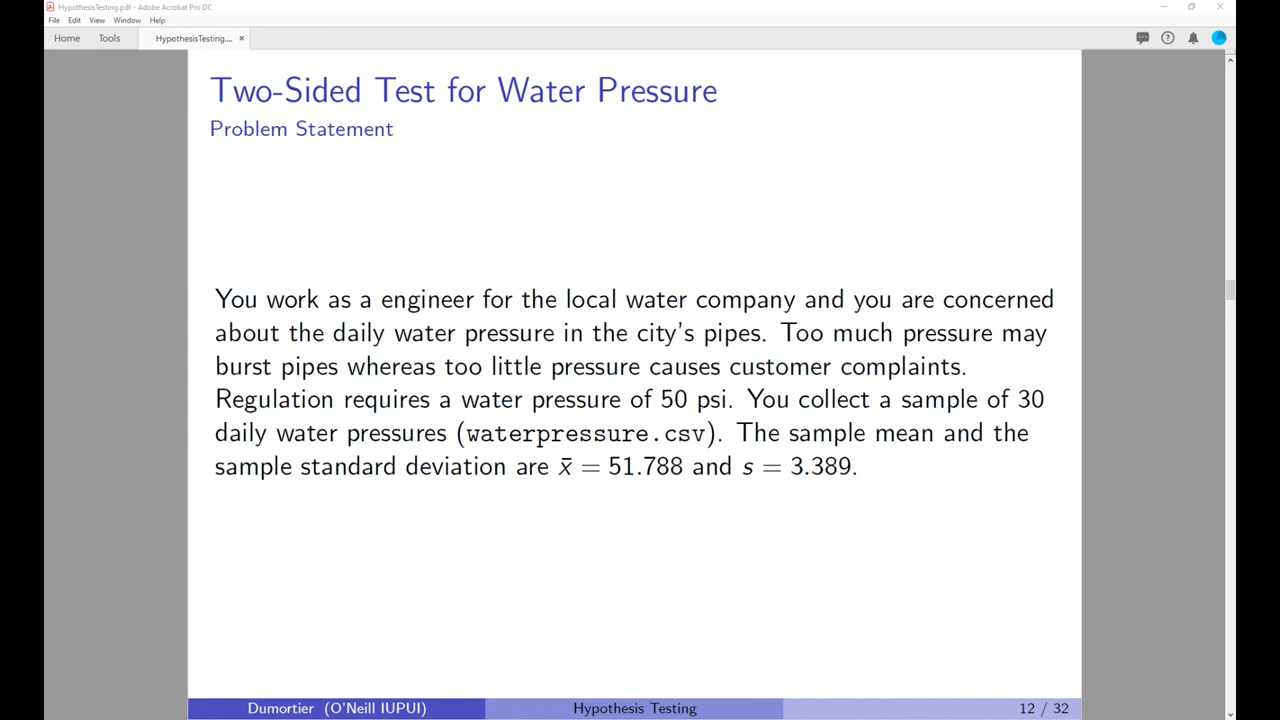 HypothesisTesting.pdf - Adobe Acrobat Pro DC
File Edit View Window Help
Home Tools HypothesisTesting.... ×
Two-Sided Test for Water Pressure
Problem Statement
You work as a engineer for the local water company and you are concerned
about the daily water pressure in the city's pipes. Too much pressure may
burst pipes whereas too little pressure causes customer complaints.
Regulation requires a water pressure of 50 psi. You collect a sample of 30
daily water pressures (waterpressure.csv). The sample mean and the
sample standard deviation are x̄ = 51.788 and s = 3.389.
Dumortier (O'Neill IUPUI) Hypothesis Testing 12 / 32